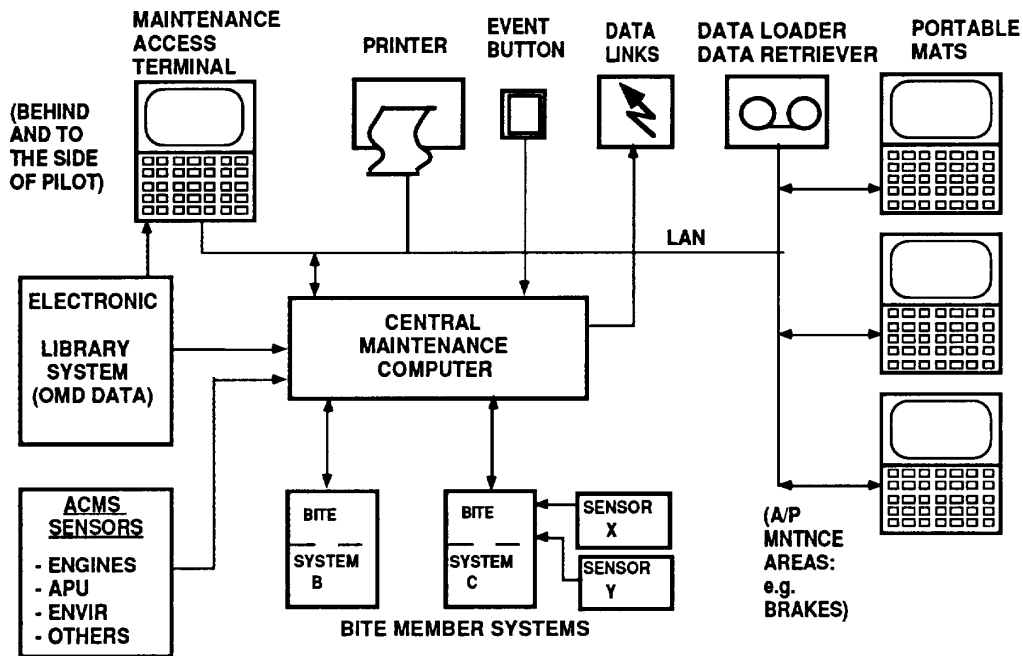 MAINTENANCE
ACCESS
TERMINAL
PRINTER
EVENT
BUTTON
DATA
LINKS
DATA LOADER
DATA RETRIEVER
PORTABLE
MATS
(BEHIND
AND TO
THE SIDE
OF PILOT)
LAN
ELECTRONIC
LIBRARY
SYSTEM
(OMD DATA)
CENTRAL
MAINTENANCE
COMPUTER
ACMS
SENSORS
- ENGINES
- APU
- ENVIR
- OTHERS
BITE
SYSTEM
B
BITE
SYSTEM
C
SENSOR
X
SENSOR
Y
(A/P
MNTNCE
AREAS:
e.g.
BRAKES)
BITE MEMBER SYSTEMS